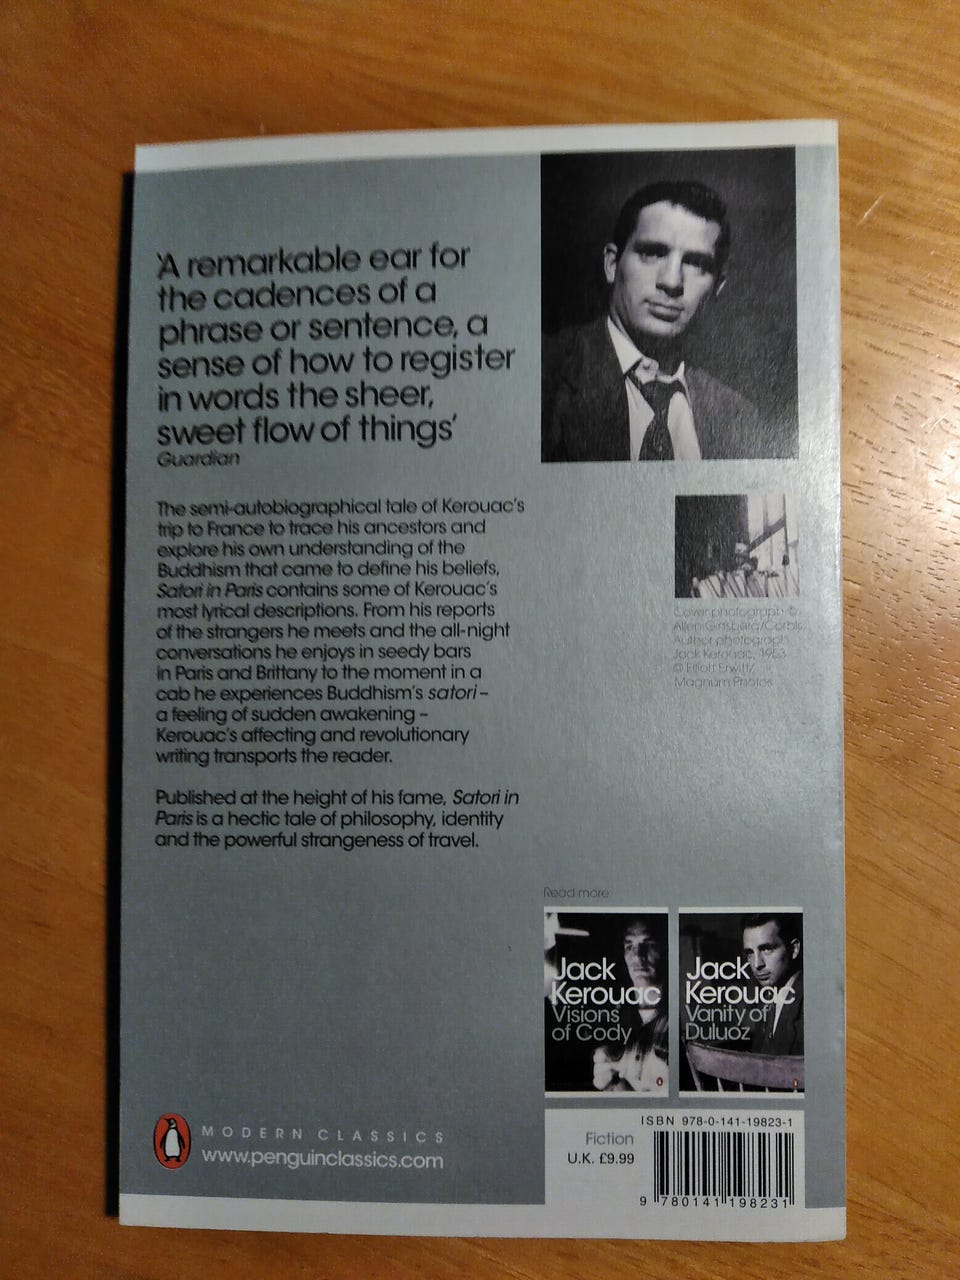 'A remarkable ear for
the cadences of a
phrase or sentence, a
sense of how to register
in words the sheer,
sweet flow of things'
Guardian
The semi-autobiographical tale of Kerouac's
trip to France to trace his ancestors and
explore his own understanding of the
Buddhism that came to define his beliefs,
Satori in Paris contains some of Kerouac's
most lyrical descriptions. From his reports
of the strangers he meets and the all-night
conversations he enjoys in seedy bars
in Paris and Brittany to the moment in a
cab he experiences Buddhism's satori –
a feeling of sudden awakening –
Kerouac's affecting and revolutionary
writing transports the reader.
Published at the height of his fame, Satori in
Paris is a hectic tale of philosophy, identity
and the powerful strangeness of travel.
Cover photograph ©
Allen Ginsberg/Corbis
Author photograph:
Jack Kerouac, 1953
© Elliott Erwitt/
Magnum Photos
Read more
Jack
Kerouac
Visions
of Cody
Jack
Kerouac
Vanity of
Duluoz
MODERN CLASSICS
www.penguinclassics.com
Fiction
U.K. £9.99
ISBN 978-0-141-19823-1
9 780141 198231